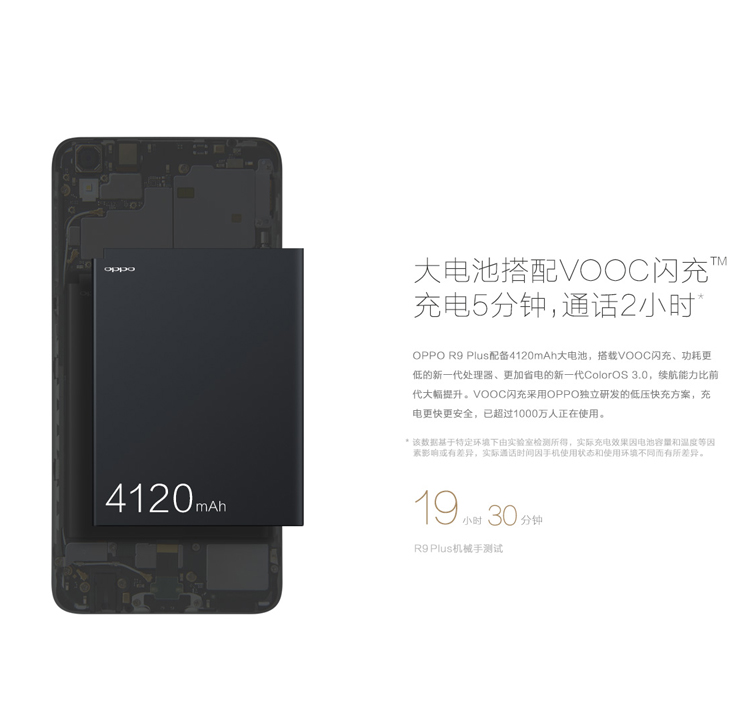 oppo
4120mAh
大电池搭配VOOC闪充™
充电5分钟,通话2小时*
OPPO R9 Plus配备4120mAh大电池，搭载VOOC闪充、功耗更
低的新一代处理器、更加省电的新一代ColorOS 3.0，续航能力比前
代大幅提升。VOOC闪充采用OPPO独立研发的低压快充方案，充
电更快更安全，已超过1000万人正在使用。
* 该数据基于特定环境下由实验室检测所得，实际充电效果因电池容量和温度等因
素影响或有差异，实际通话时间因手机使用状态和使用环境不同而有所差异。
19小时30分钟
R9 Plus机械手测试